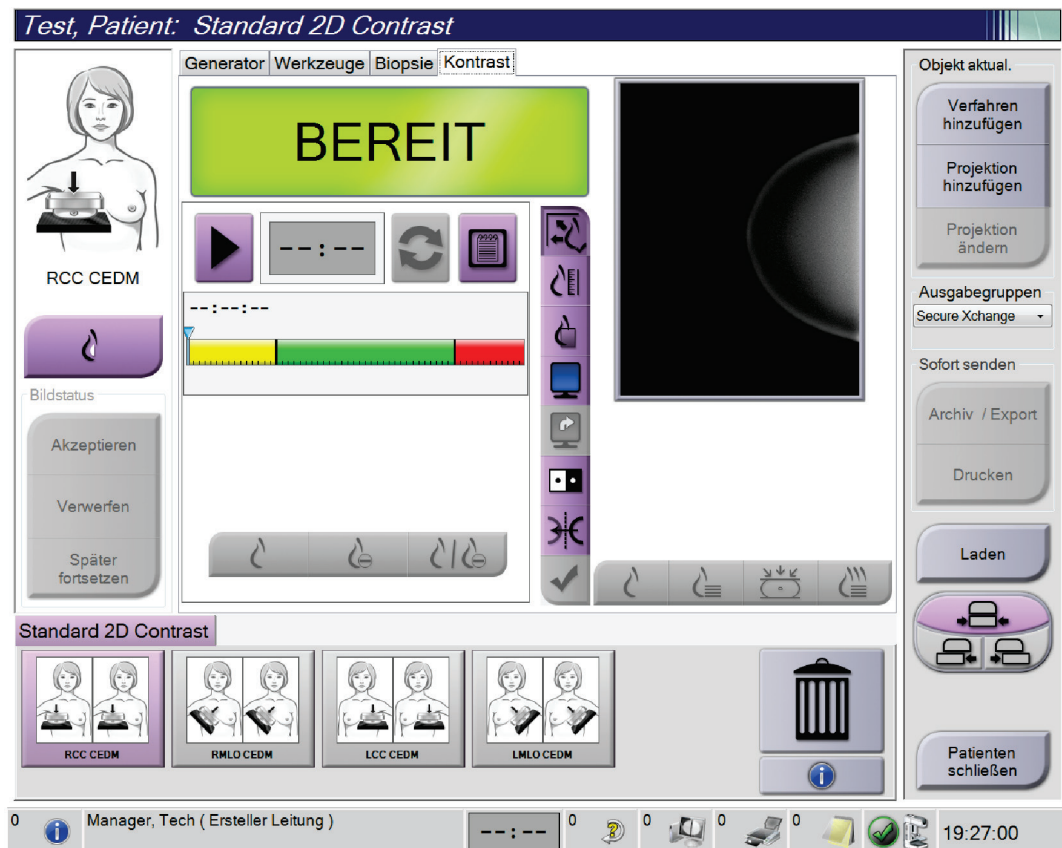 Test, Patient: Standard 2D Contrast
Generator Werkzeuge Biopsie Kontrast
BEREIT
--:--
--:--:--
RCC CEDM
Bildstatus
Akzeptieren
Verwerfen
Später
fortsetzen
Objekt aktual.
Verfahren
hinzufügen
Projektion
hinzufügen
Projektion
ändern
Ausgabegruppen
Secure Xchange
Sofort senden
Archiv / Export
Drucken
Laden
Patienten
schließen
Standard 2D Contrast
RCC CEDM
RMLO CEDM
LCC CEDM
LMLO CEDM
0 Manager, Tech ( Ersteller Leitung ) --:-- 0 0 0 0 19:27:00